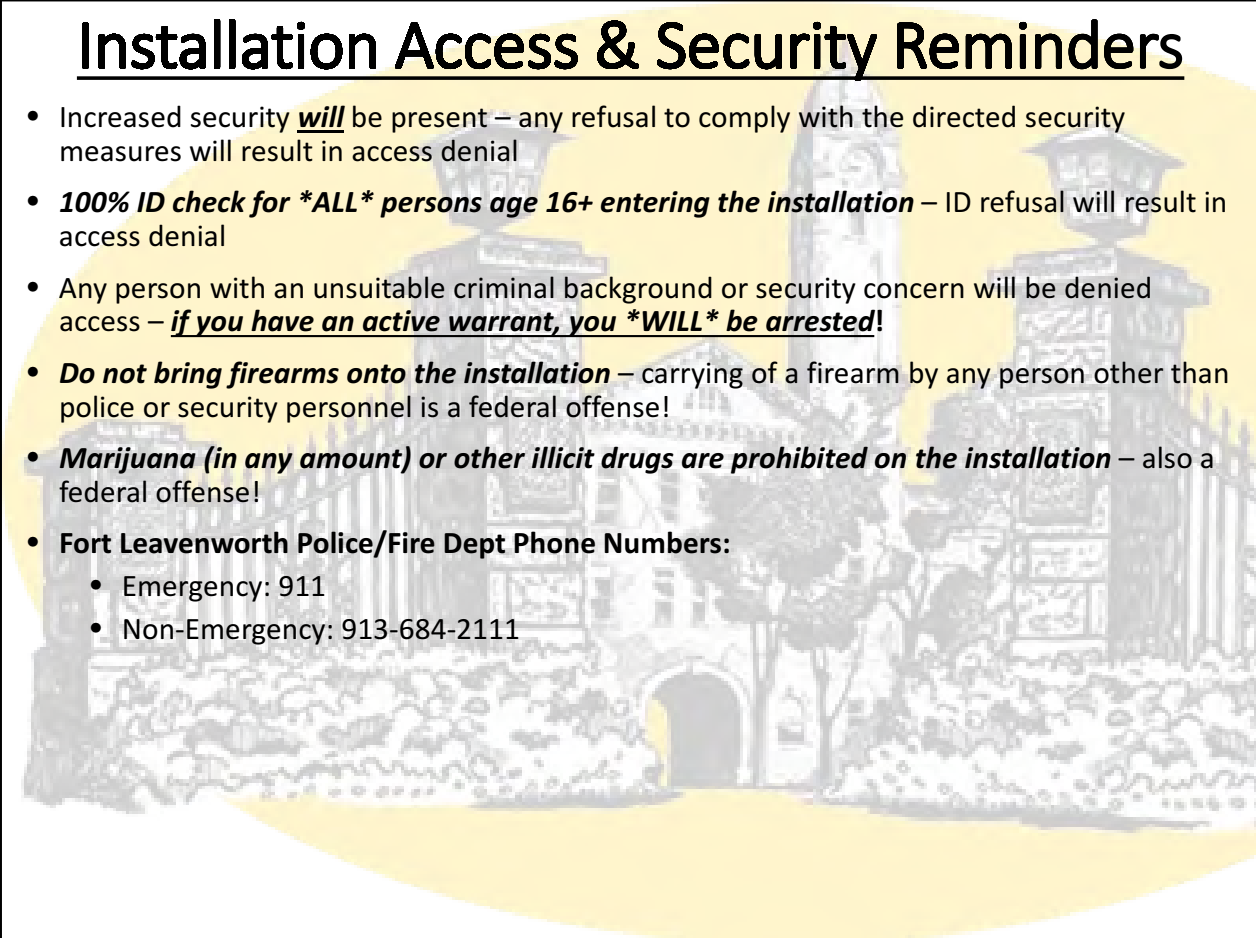 Installation Access & Security Reminders
• Increased security will be present – any refusal to comply with the directed security
measures will result in access denial
• 100% ID check for *ALL* persons age 16+ entering the installation – ID refusal will result in
access denial
• Any person with an unsuitable criminal background or security concern will be denied
access – if you have an active warrant, you *WILL* be arrested!
• Do not bring firearms onto the installation – carrying of a firearm by any person other than
police or security personnel is a federal offense!
• Marijuana (in any amount) or other illicit drugs are prohibited on the installation – also a
federal offense!
• Fort Leavenworth Police/Fire Dept Phone Numbers:
• Emergency: 911
• Non-Emergency: 913-684-2111